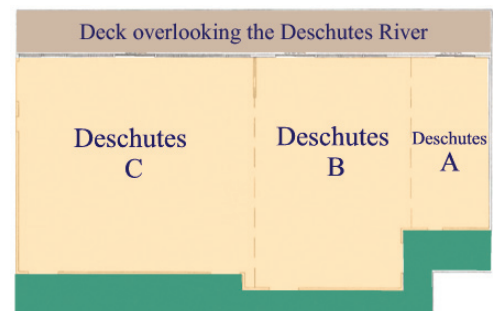 Deck overlooking the Deschutes River
Deschutes
C
Deschutes
B
Deschutes
A